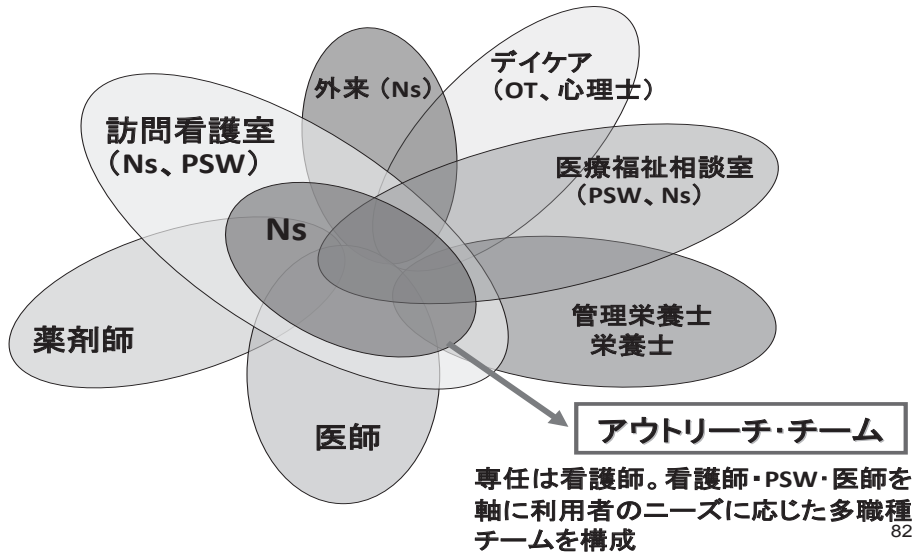 外来（Ns）
デイケア
（OT、心理士）
訪問看護室
（Ns、PSW）
医療福祉相談室
（PSW、Ns）
Ns
管理栄養士
栄養士
薬剤師
医師
アウトリーチ・チーム
専任は看護師。看護師・PSW・医師を
軸に利用者のニーズに応じた多職種
チームを構成
82